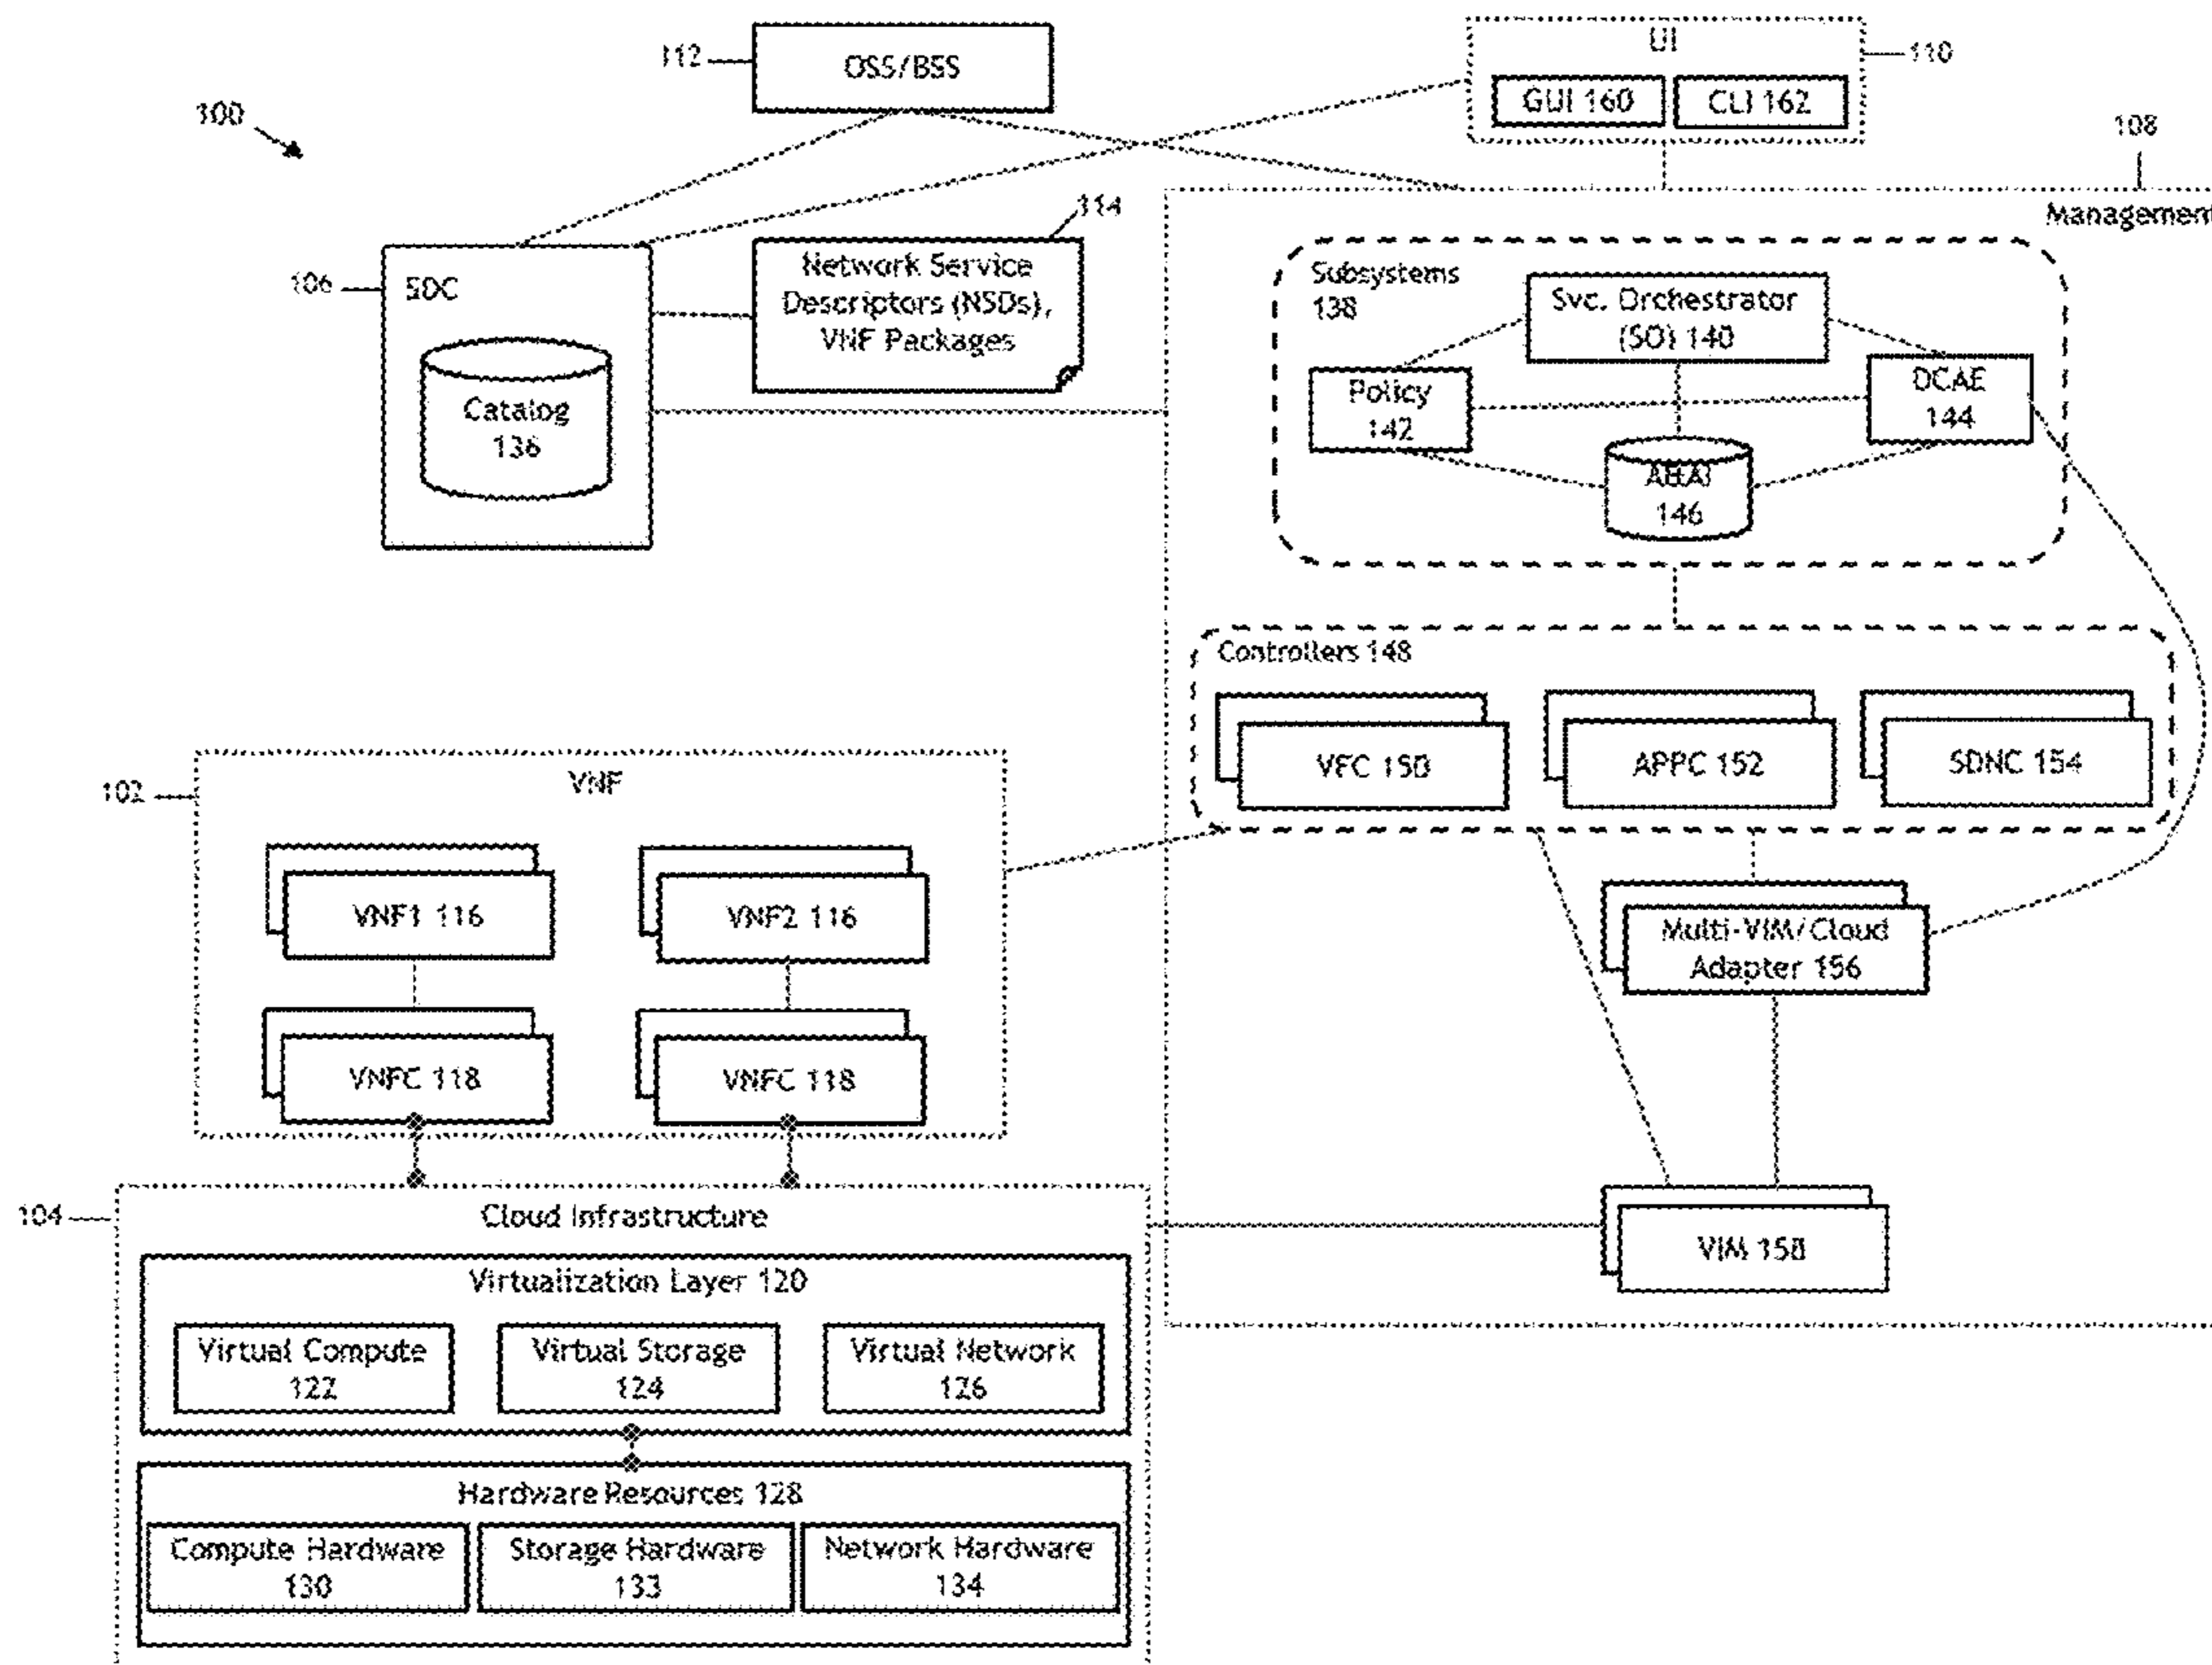 112
OSS/BSS
UI
110
GUI 160
CLI 162
100
108
Management
114
106
SDC
Network Service
Descriptors (NSDs),
VNF Packages
Catalog
136
Subsystems
138
Svc. Orchestrator
(SO) 140
Policy
142
DCAE
144
A&AI
146
Controllers 148
VFC 150
APPC 152
SDNC 154
102
VNF
VNF1 116
VNF2 116
VNFC 118
VNFC 118
Multi-VIM/Cloud
Adapter 156
VIM 158
104
Cloud Infrastructure
Virtualization Layer 120
Virtual Compute
122
Virtual Storage
124
Virtual Network
126
Hardware Resources 128
Compute Hardware
130
Storage Hardware
133
Network Hardware
134